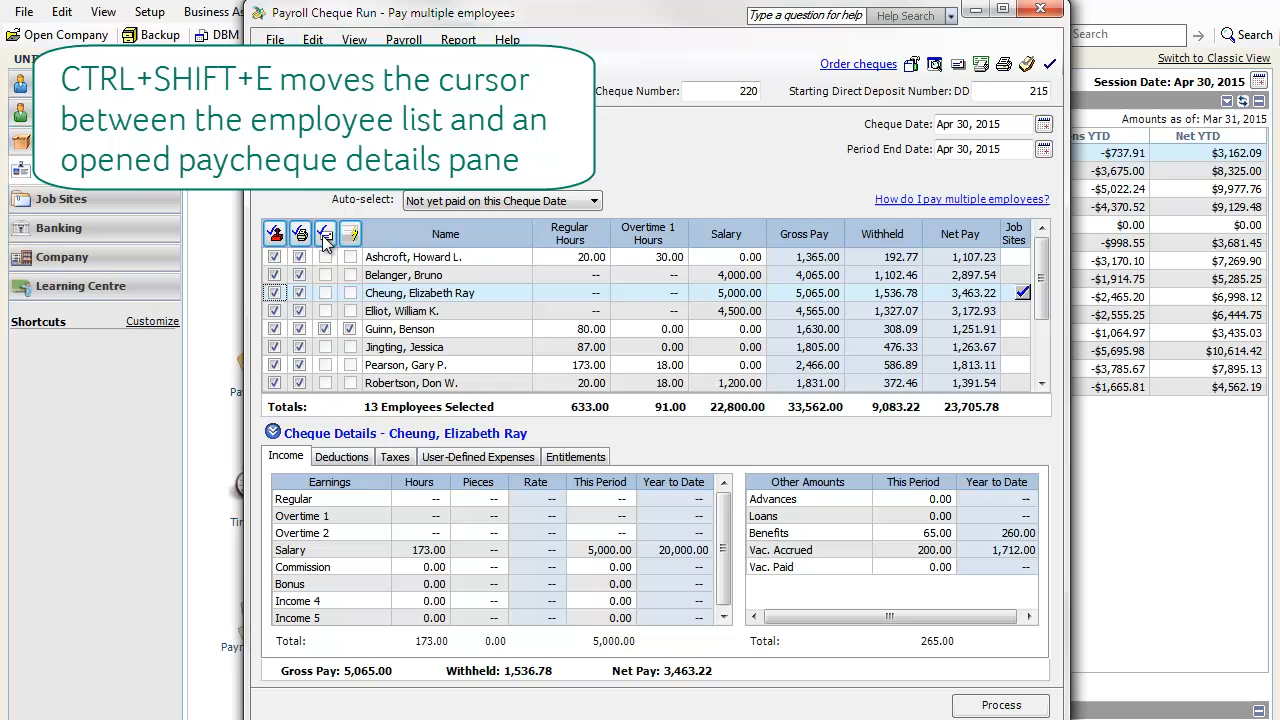 File Edit View Setup Business As
Open Company Backup DBM
Search Search
Switch to Classic View
Session Date: Apr 30, 2015
Amounts as of: Mar 31, 2015
Payroll Cheque Run - Pay multiple employees
Type a question for help Help Search
File Edit View Payroll Report Help
CTRL+SHIFT+E moves the cursor
between the employee list and an
opened paycheque details pane
Order cheques
Cheque Number: 220 Starting Direct Deposit Number: DD 215
Cheque Date: Apr 30, 2015
Period End Date: Apr 30, 2015
Auto-select: Not yet paid on this Cheque Date How do I pay multiple employees?
Name Regular Hours Overtime 1 Hours Salary Gross Pay Withheld Net Pay Job Sites
Ashcroft, Howard L. 20.00 30.00 0.00 1,365.00 192.77 1,107.23
Belanger, Bruno -- -- 4,000.00 4,065.00 1,102.46 2,897.54
Cheung, Elizabeth Ray -- -- 5,000.00 5,065.00 1,536.78 3,463.22
Elliot, William K. -- -- 4,500.00 4,565.00 1,327.07 3,172.93
Guinn, Benson 80.00 0.00 0.00 1,630.00 308.09 1,251.91
Jingting, Jessica 87.00 0.00 0.00 1,805.00 476.33 1,263.67
Pearson, Gary P. 173.00 18.00 0.00 2,466.00 586.89 1,813.11
Robertson, Don W. 20.00 18.00 1,200.00 1,831.00 372.46 1,391.54
Totals: 13 Employees Selected 633.00 91.00 22,800.00 33,562.00 9,083.22 23,705.78
Cheque Details - Cheung, Elizabeth Ray
Income Deductions Taxes User-Defined Expenses Entitlements
Earnings Hours Pieces Rate This Period Year to Date
Regular -- -- -- -- --
Overtime 1 -- -- -- -- --
Overtime 2 -- -- -- -- --
Salary 173.00 -- -- 5,000.00 20,000.00
Commission 0.00 -- -- 0.00 --
Bonus 0.00 -- -- 0.00 --
Income 4 0.00 -- -- 0.00 --
Income 5 0.00 -- -- 0.00 --
Total: 173.00 0.00 5,000.00
Other Amounts This Period Year to Date
Advances 0.00 --
Loans 0.00 --
Benefits 65.00 260.00
Vac. Accrued 200.00 1,712.00
Vac. Paid 0.00 --
Total: 265.00
Gross Pay: 5,065.00 Withheld: 1,536.78 Net Pay: 3,463.22
Process
Job Sites
Banking
Company
Learning Centre
Shortcuts Customize
ns YTD Net YTD
-$737.91 $3,162.09
-$3,675.00 $8,325.00
-$5,022.24 $9,977.76
-$4,370.52 $9,129.48
$0.00 $0.00
-$998.55 $3,681.45
-$3,170.10 $7,269.90
-$1,914.75 $5,285.25
-$2,465.20 $6,998.12
-$2,555.25 $6,444.75
-$1,064.97 $3,435.03
-$5,695.98 $10,614.42
-$3,785.67 $7,895.13
-$1,665.81 $4,562.19